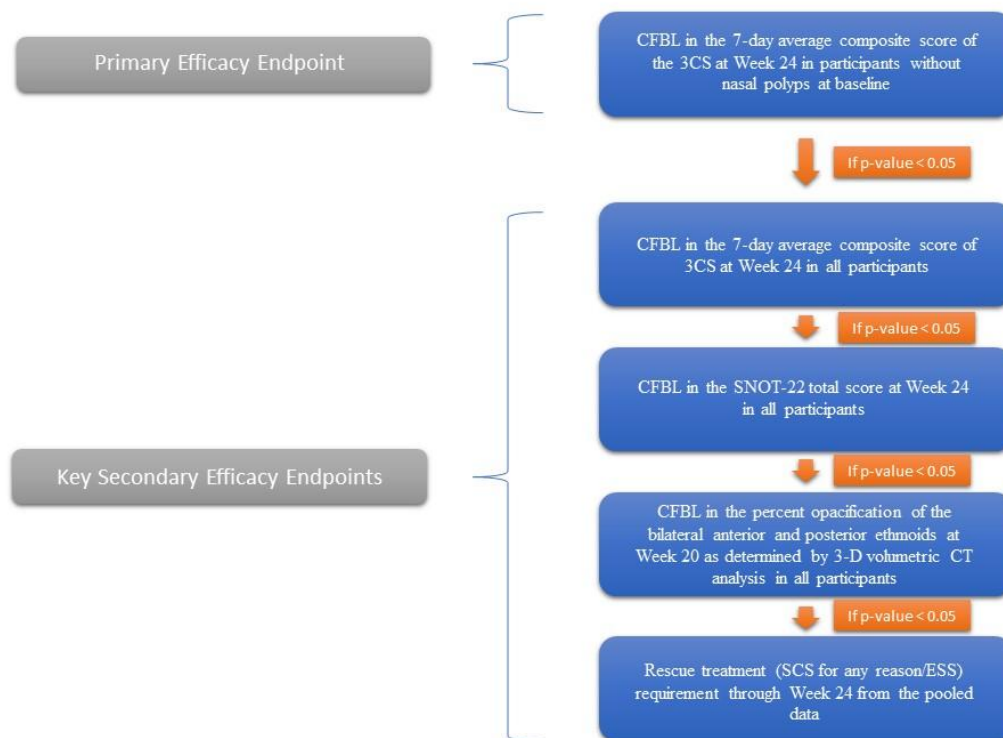 Primary Efficacy Endpoint
CFBL in the 7-day average composite score of
the 3CS at Week 24 in participants without
nasal polyps at baseline
If p-value < 0.05
CFBL in the 7-day average composite score of
3CS at Week 24 in all participants
If p-value < 0.05
CFBL in the SNOT-22 total score at Week 24
in all participants
If p-value < 0.05
Key Secondary Efficacy Endpoints
CFBL in the percent opacification of the
bilateral anterior and posterior ethmoids at
Week 20 as determined by 3-D volumetric CT
analysis in all participants
If p-value < 0.05
Rescue treatment (SCS for any reason/ESS)
requirement through Week 24 from the pooled
data